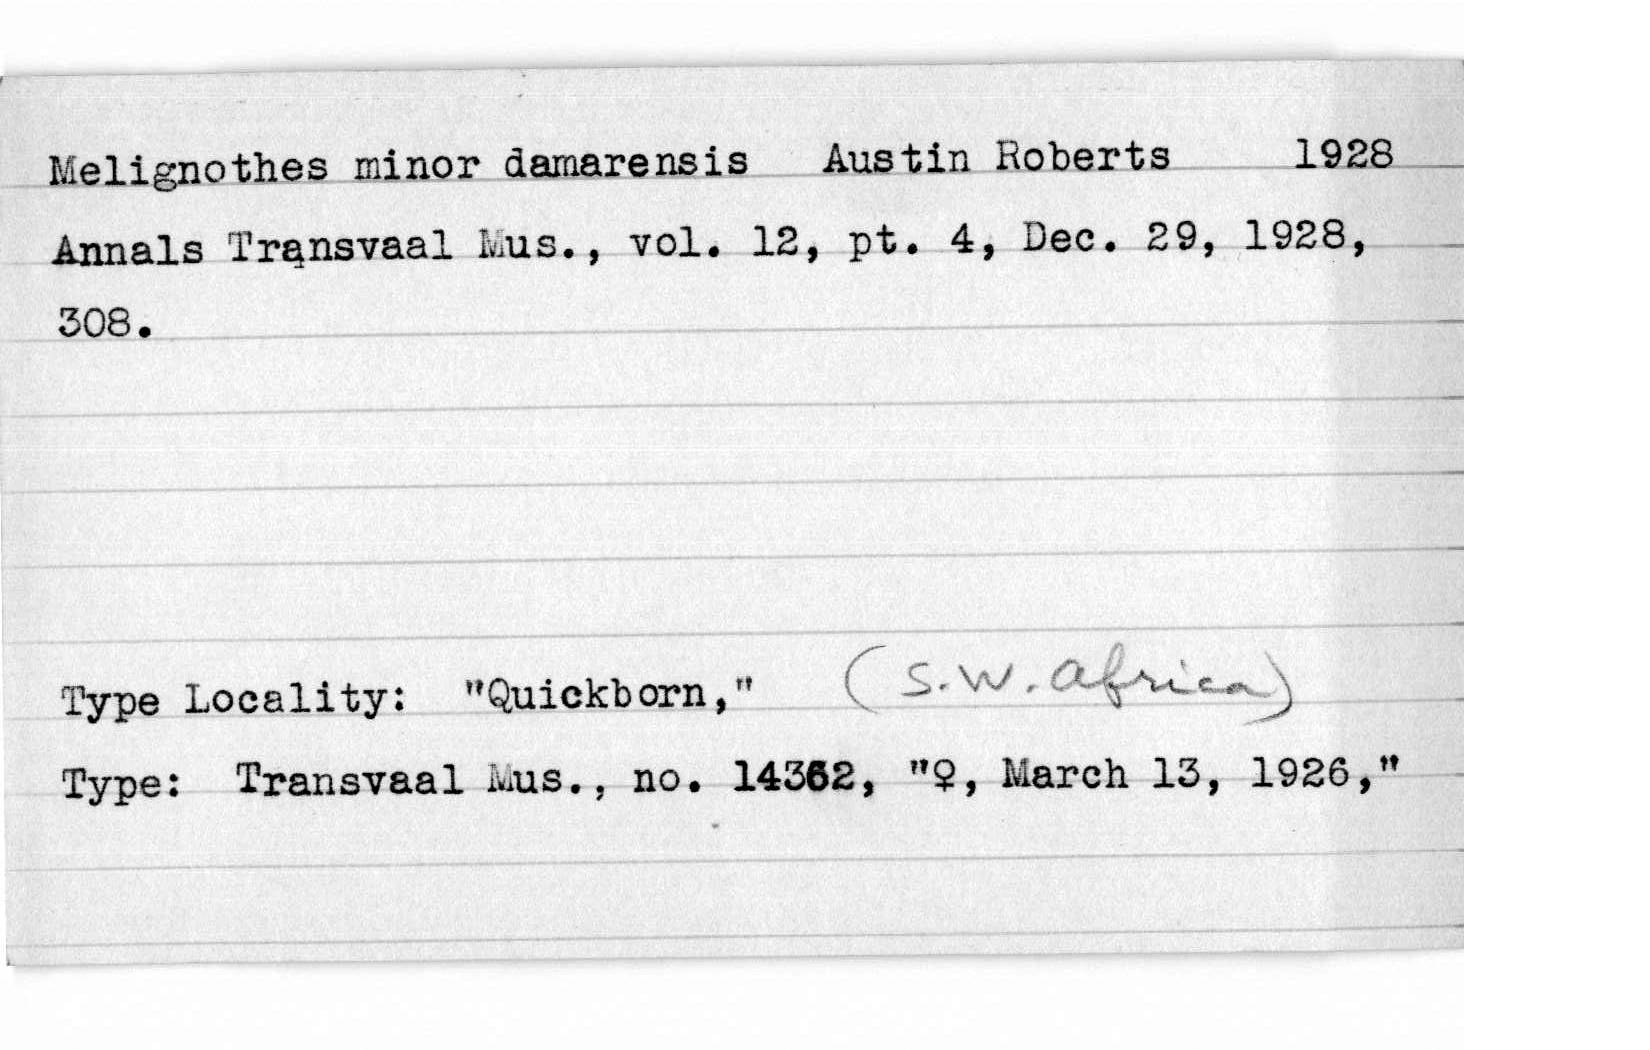 Melignothes minor damarensis Austin Roberts 1928
Annals Transvaal Mus., vol. 12, pt. 4, Dec. 29, 1928,
308.
Type Locality: "Quickborn," (S.W. Africa)
Type: Transvaal Mus., no. 14362, "♀, March 13, 1926,"